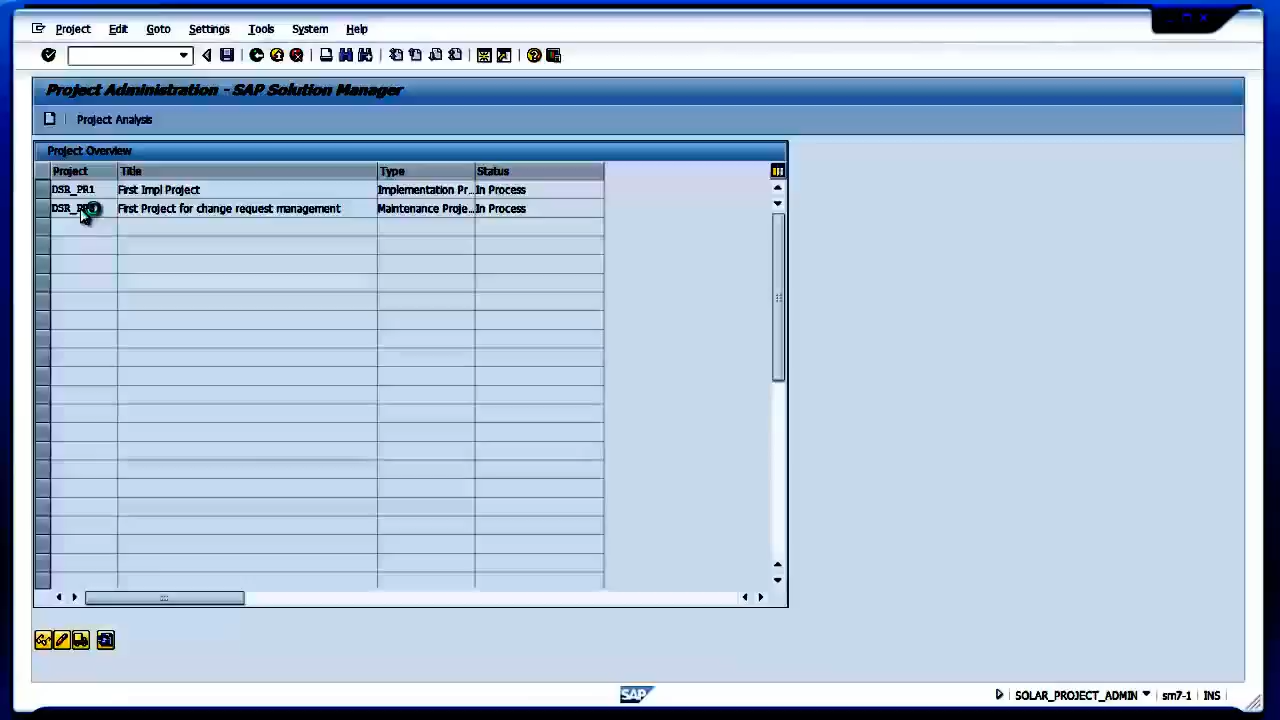 Project Edit Goto Settings Tools System Help
Project Administration - SAP Solution Manager
Project Analysis
Project Overview
Project Title Type Status
DSR_PR1 First Impl Project Implementation Pr... In Process
First Project for change request management Maintenance Proje... In Process
SAP
SOLAR_PROJECT_ADMIN sm7-1 INS